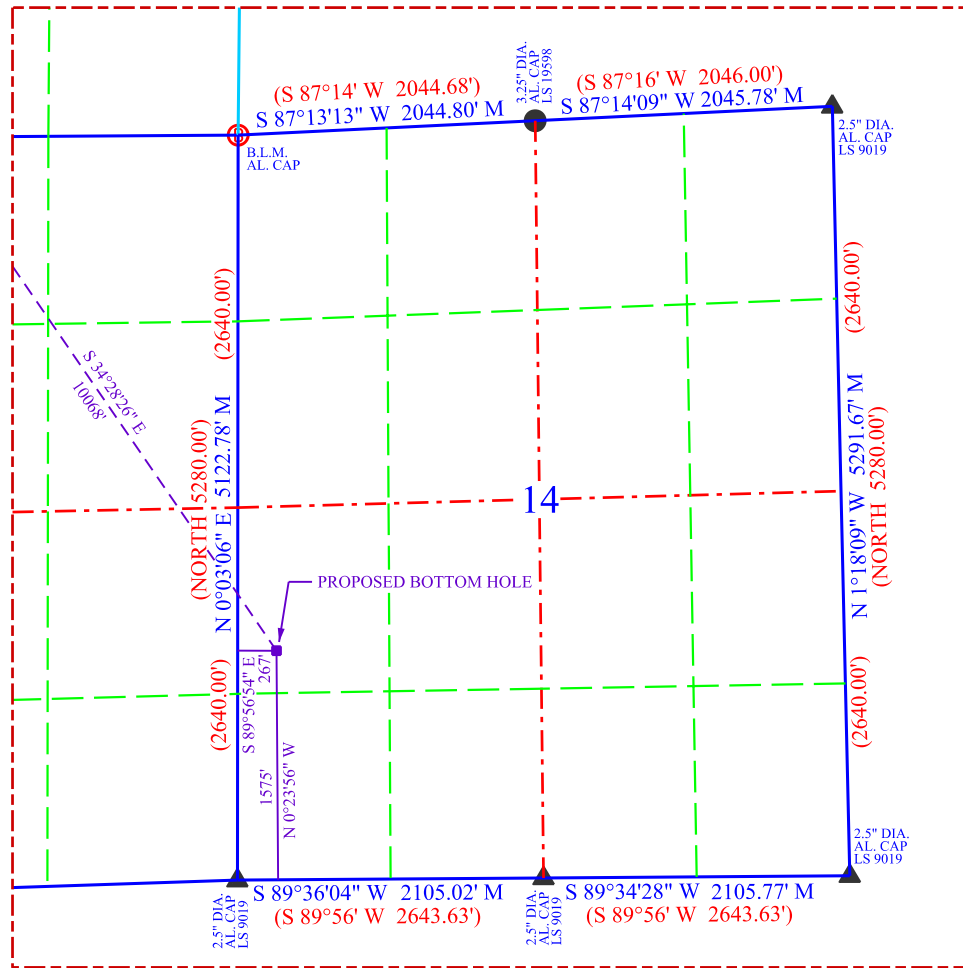 (S 87°14' W 2044.68')
S 87°13'13" W 2044.80' M
3.25" DIA.
AL. CAP
LS 19598
(S 87°16' W 2046.00')
S 87°14'09" W 2045.78' M
2.5" DIA.
AL. CAP
LS 9019
B.L.M.
AL. CAP
(2640.00')
(2640.00')
S 34°28'26" E
10068'
(NORTH 5280.00')
N 0°03'06" E 5122.78' M
14
N 1°18'09" W 5291.67' M
(NORTH 5280.00')
PROPOSED BOTTOM HOLE
(2640.00')
S 89°56'54" E
267'
1575'
N 0°23'56" W
(2640.00')
2.5" DIA.
AL. CAP
LS 9019
S 89°36'04" W 2105.02' M
(S 89°56' W 2643.63')
S 89°34'28" W 2105.77' M
(S 89°56' W 2643.63')
2.5" DIA.
AL. CAP
LS 9019
2.5" DIA.
AL. CAP
LS 9019